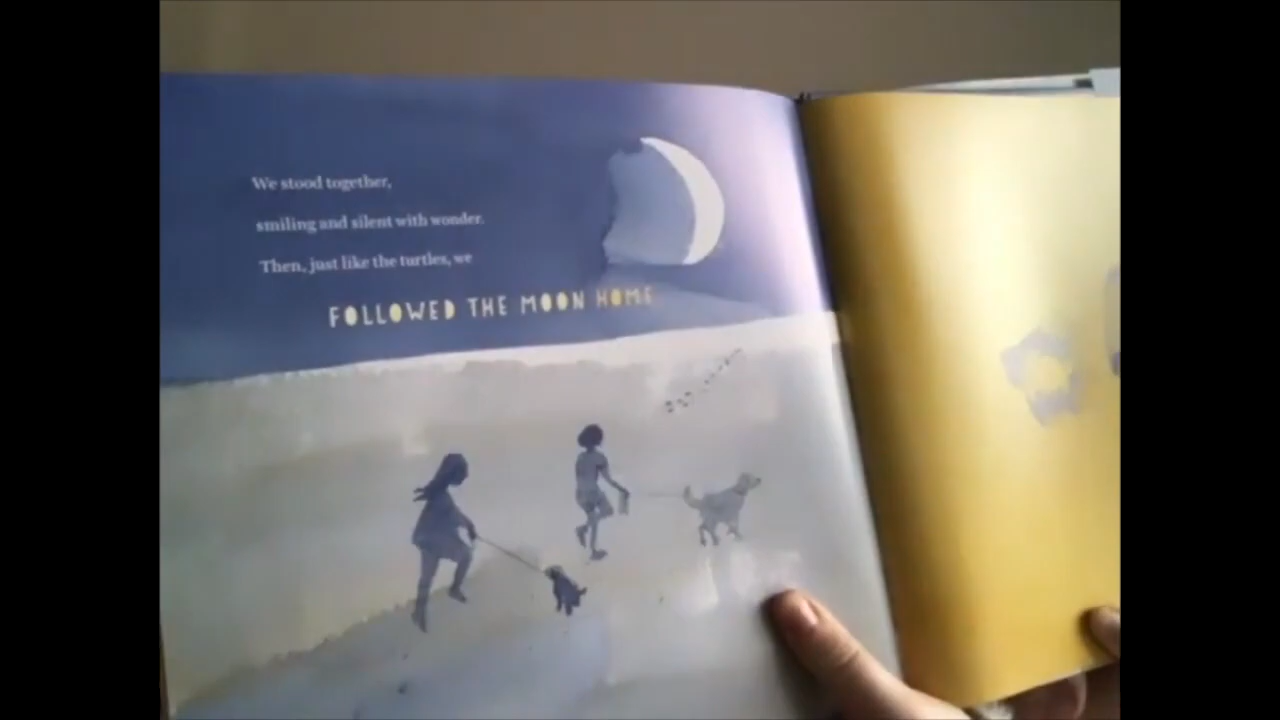 We stood together,
smiling and silent with wonder.
Then, just like the turtles, we
FOLLOWED THE MOON HOME